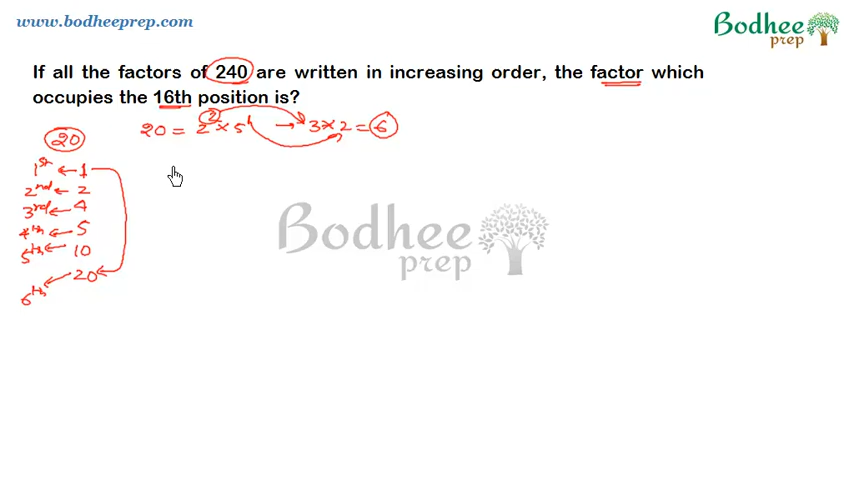 www.bodheeprep.com
Bodhee
prep
If all the factors of 240 are written in increasing order, the factor which
occupies the 16th position is?
20 = 2² × 5¹ → 3 × 2 = 6
20
1st ← 1
2nd ← 2
3rd ← 4
4th ← 5
5th ← 10
6th ← 20
Bodhee
prep